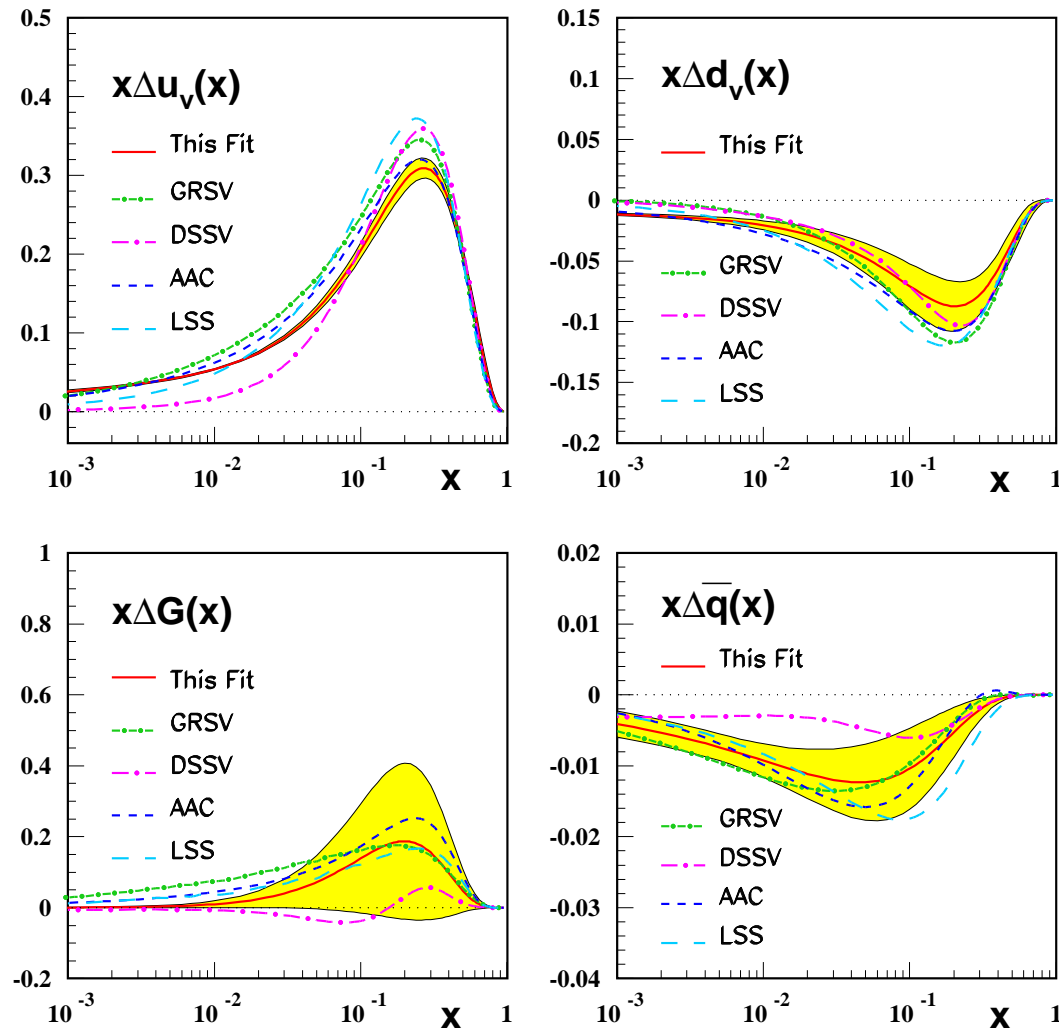 xΔu_v(x)
This Fit
GRSV
DSSV
AAC
LSS
0.5
0.4
0.3
0.2
0.1
0
10^-3
10^-2
10^-1
x
1
xΔd_v(x)
This Fit
GRSV
DSSV
AAC
LSS
0.15
0.1
0.05
0
-0.05
-0.1
-0.15
-0.2
10^-3
10^-2
10^-1
x
1
xΔG(x)
This Fit
GRSV
DSSV
AAC
LSS
1
0.8
0.6
0.4
0.2
0
-0.2
10^-3
10^-2
10^-1
x
1
xΔq̅(x)
This Fit
GRSV
DSSV
AAC
LSS
0.02
0.01
0
-0.01
-0.02
-0.03
-0.04
10^-3
10^-2
10^-1
x
1